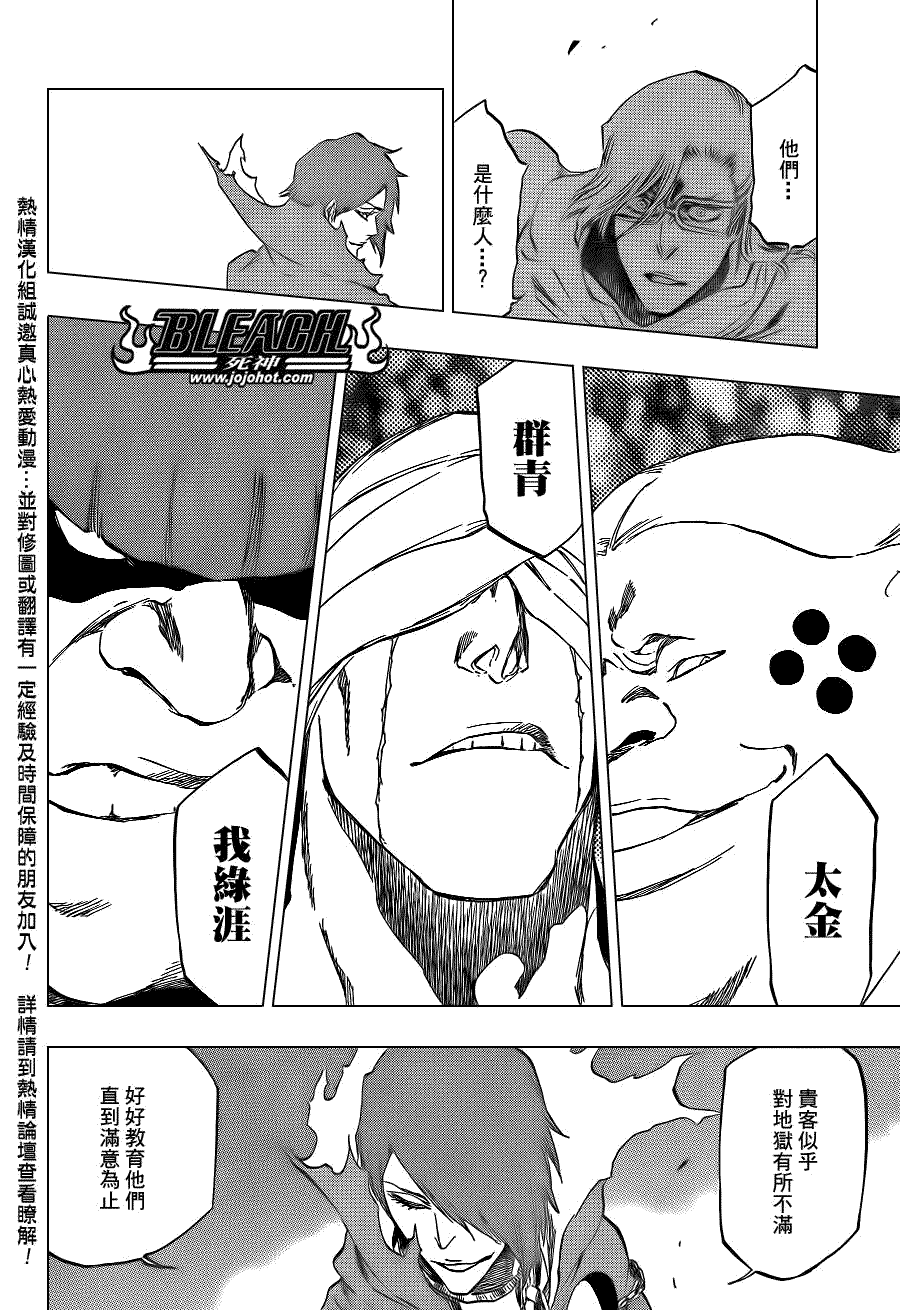 他們…
是什麼人…?
BLEACH
死神
www.jojohot.com
群青
太金
我綠涯
貴客似乎
對地獄有所不滿
好好教育他們
直到滿意為止
熱情漢化組誠邀真心熱愛動漫…並對修圖或翻譯有一定經驗及時間保障的朋友加入！ 詳情請到熱情論壇查看瞭解！